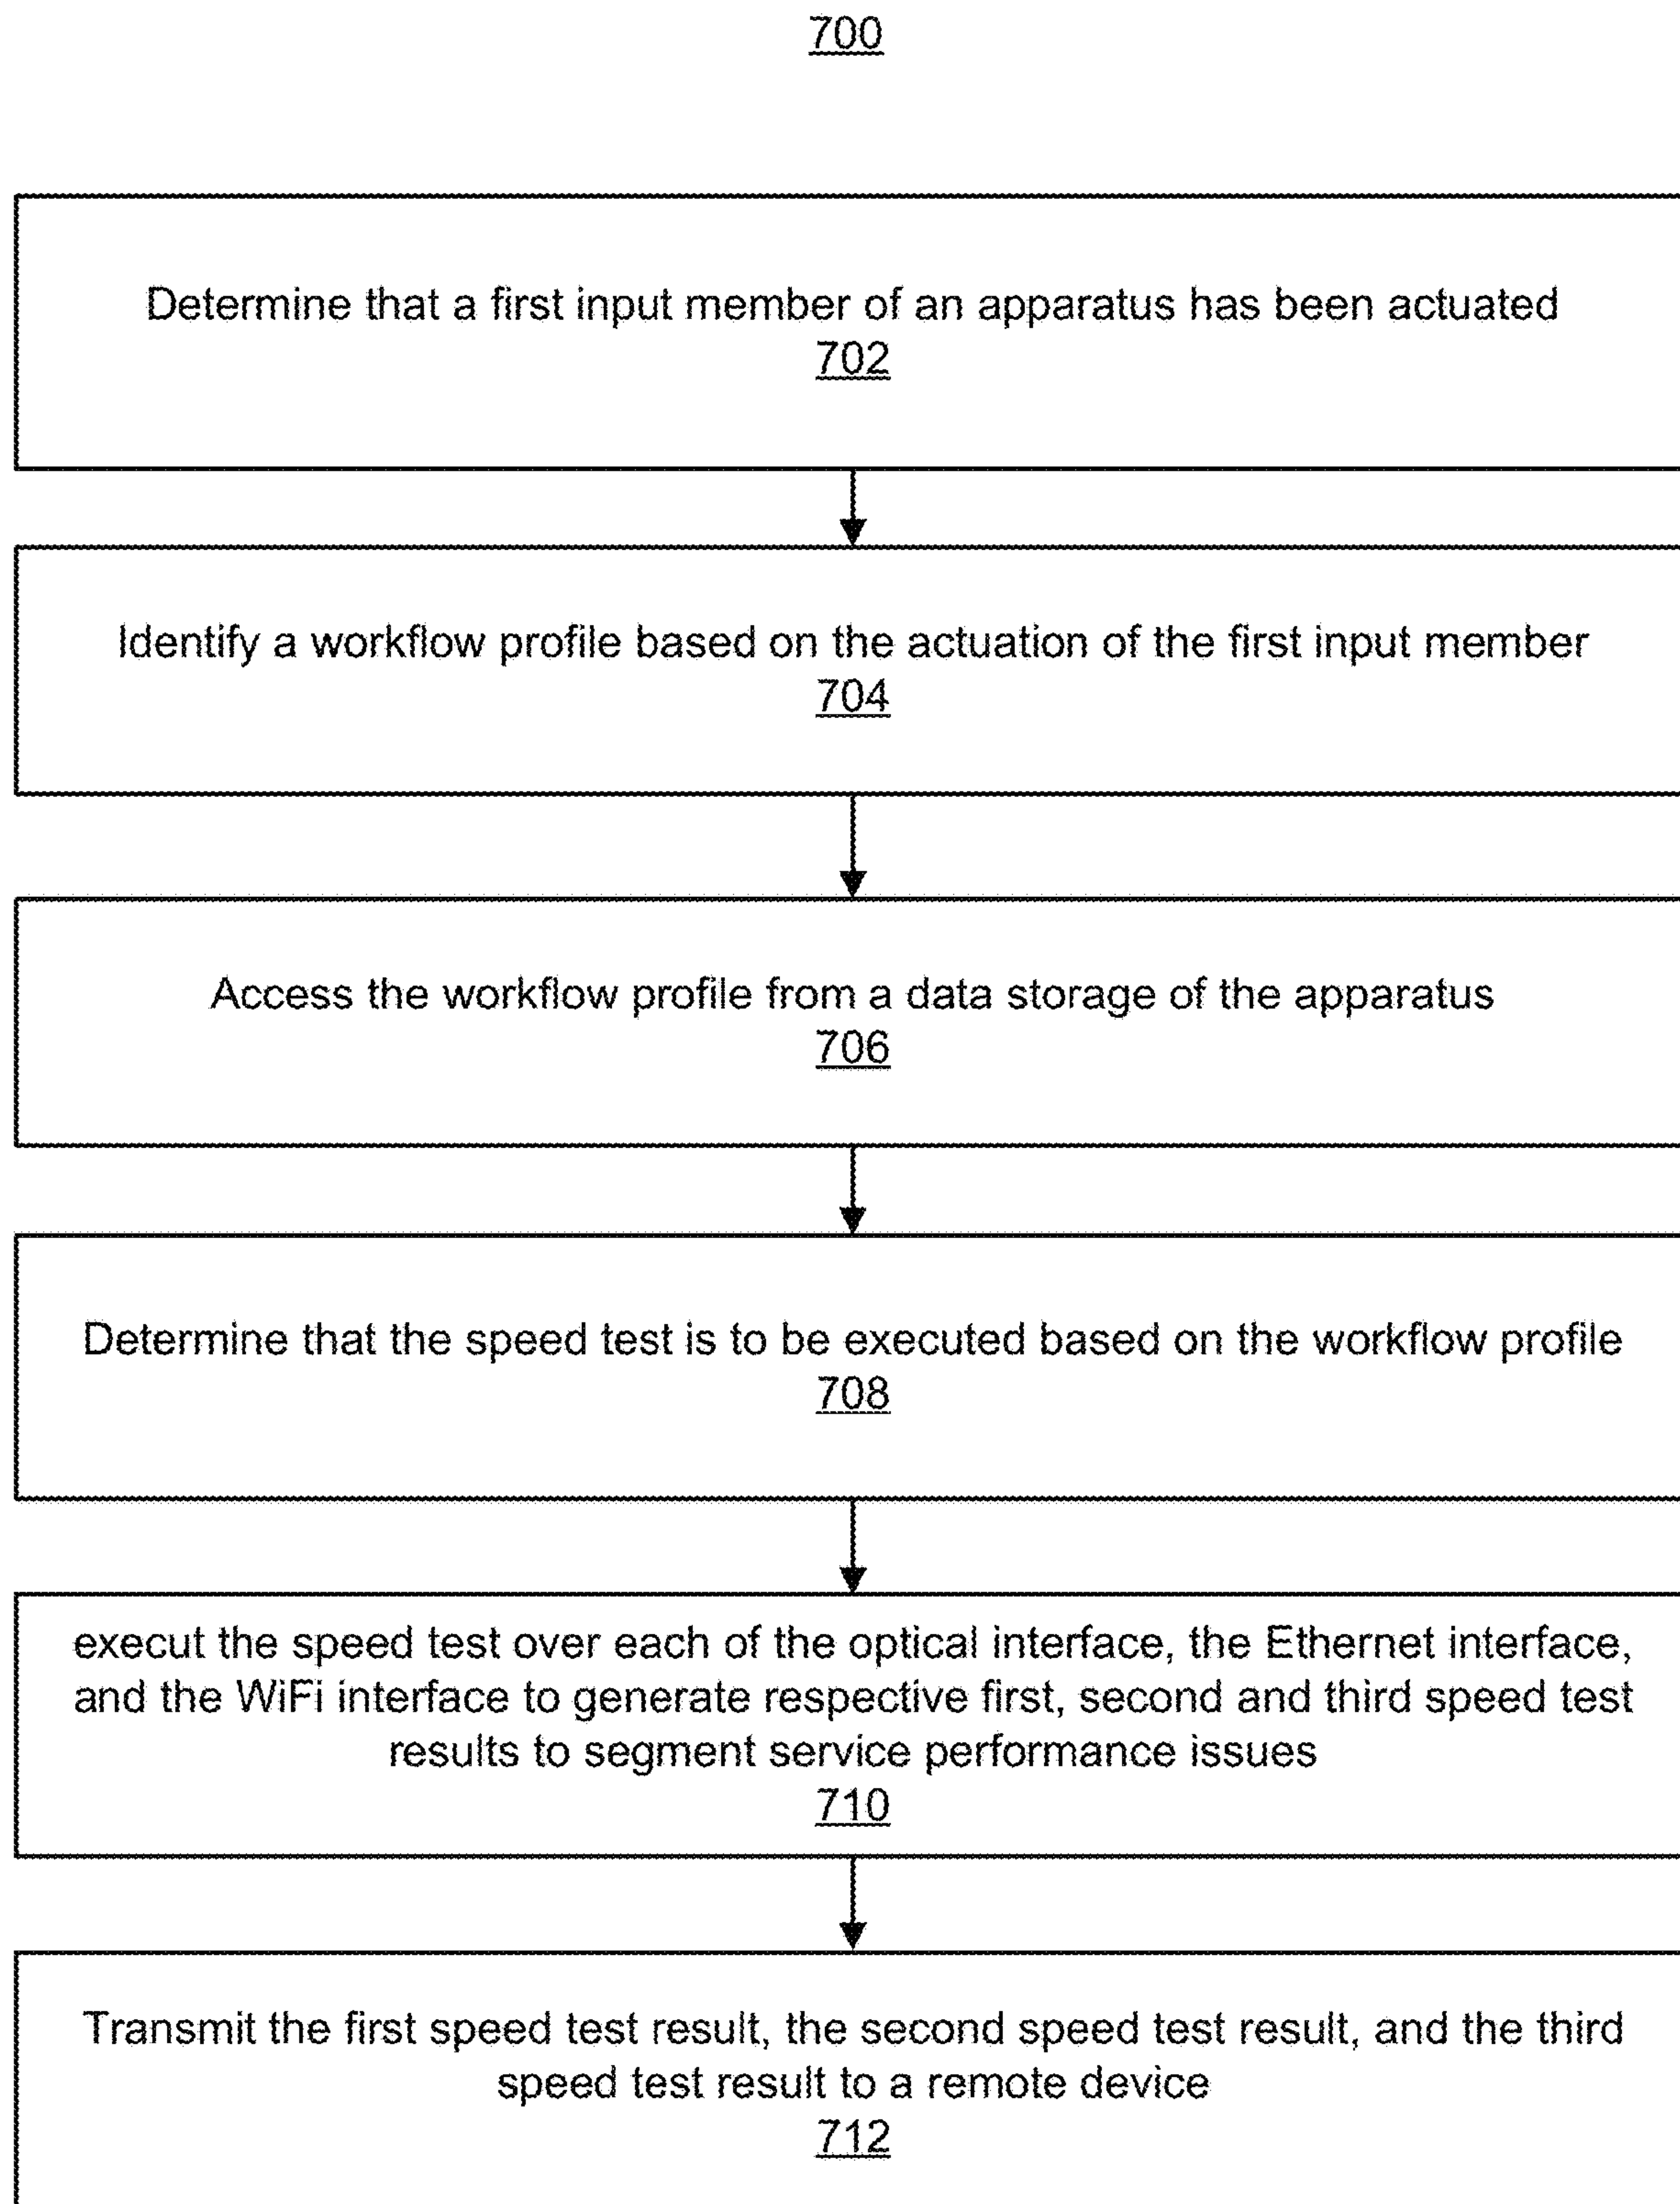 700
Determine that a first input member of an apparatus has been actuated
702
Identify a workflow profile based on the actuation of the first input member
704
Access the workflow profile from a data storage of the apparatus
706
Determine that the speed test is to be executed based on the workflow profile
708
execut the speed test over each of the optical interface, the Ethernet interface,
and the WiFi interface to generate respective first, second and third speed test
results to segment service performance issues
710
Transmit the first speed test result, the second speed test result, and the third
speed test result to a remote device
712